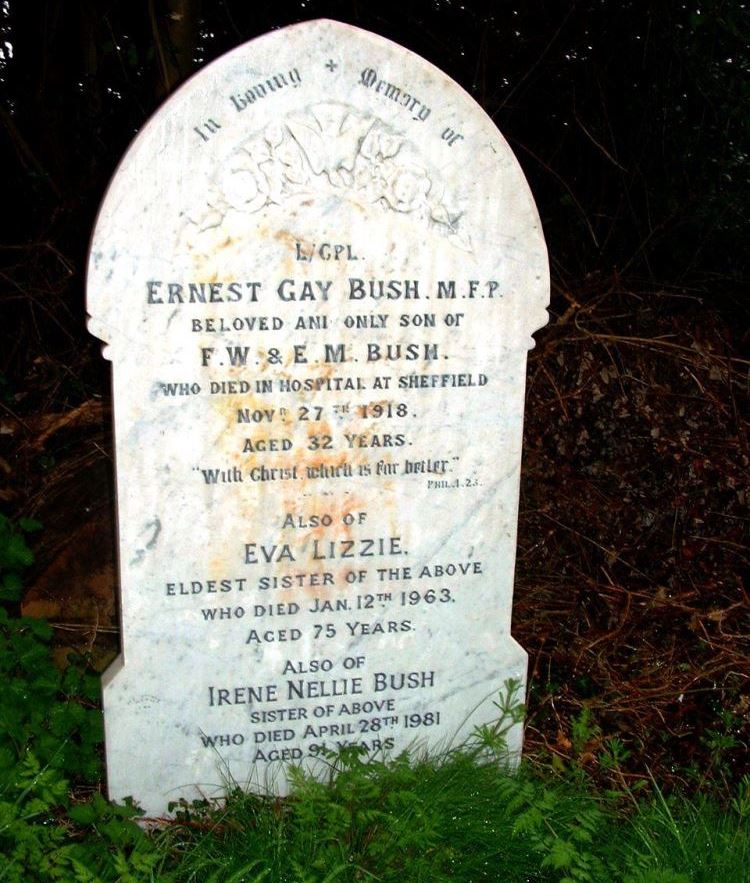 In Loving + Memory of
L/CPL.
ERNEST GAY BUSH. M.F.P.
BELOVED AND ONLY SON OF
F.W. & E.M. BUSH.
WHO DIED IN HOSPITAL AT SHEFFIELD
NOVR. 27TH 1918.
AGED 32 YEARS.
"With Christ, which is far better."
PHIL. 1. 23.
ALSO OF
EVA LIZZIE,
ELDEST SISTER OF THE ABOVE
WHO DIED JAN. 12TH 1963.
AGED 75 YEARS.
ALSO OF
IRENE NELLIE BUSH
SISTER OF ABOVE
WHO DIED APRIL 28TH 1981
AGED YEARS